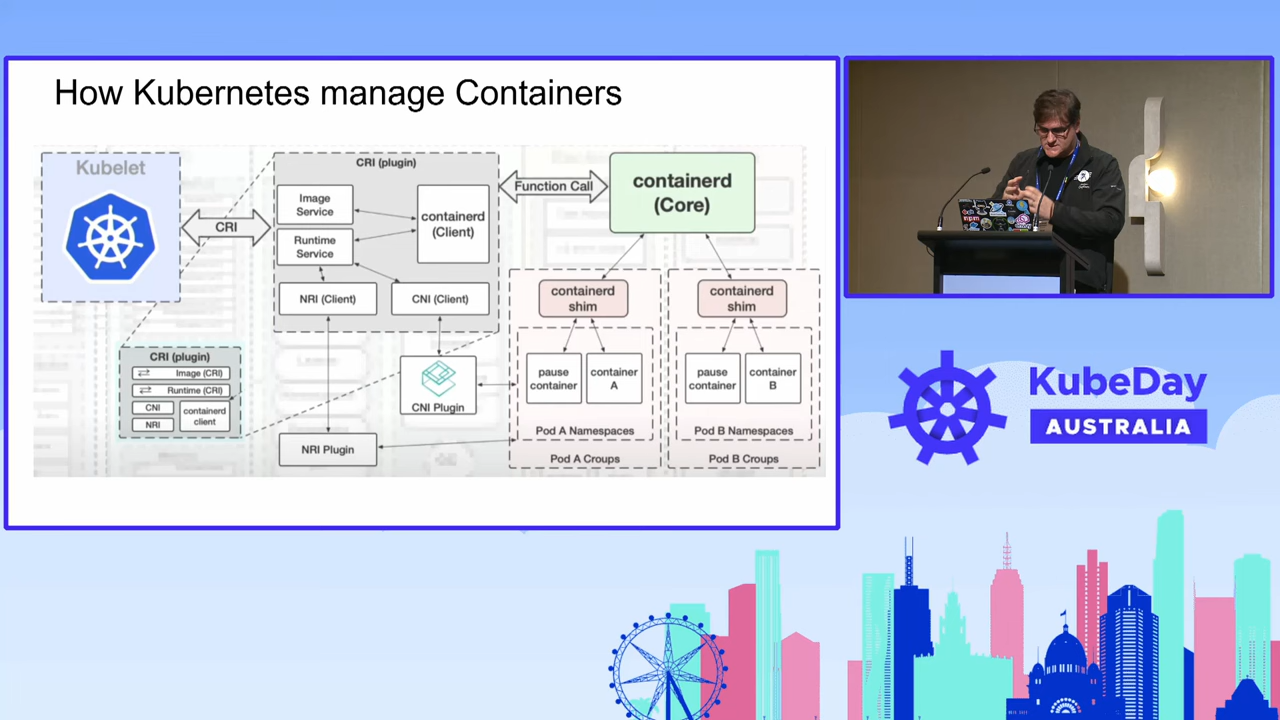 How Kubernetes manage Containers
Kubelet
CRI
CRI (plugin)
Image
Service
Runtime
Service
containerd
(Client)
NRI (Client)
CNI (Client)
Function Call
containerd
(Core)
containerd
shim
pause
container
container
A
Pod A Namespaces
Pod A Croups
containerd
shim
pause
container
container
B
Pod B Namespaces
Pod B Croups
CRI (plugin)
Image (CRI)
Runtime (CRI)
CNI
NRI
containerd
client
CNI Plugin
NRI Plugin
KubeDay
AUSTRALIA